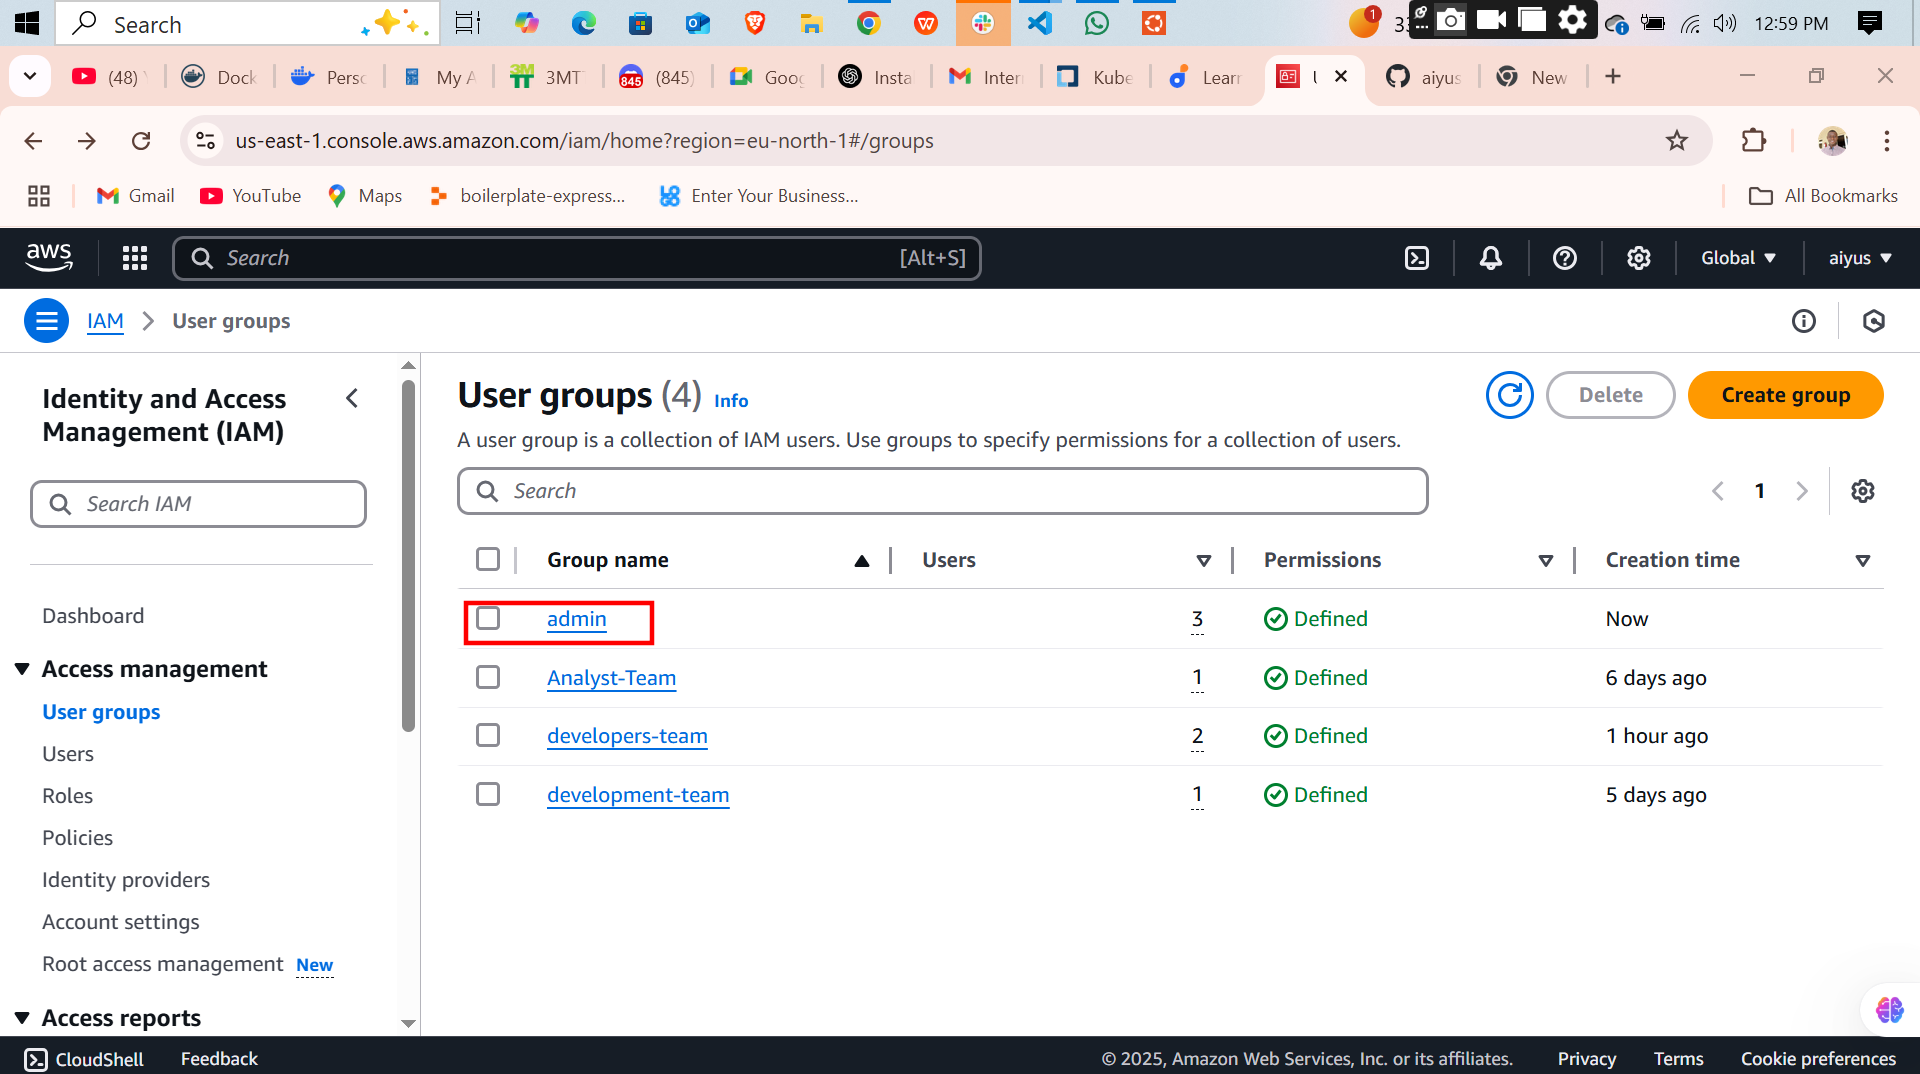 Search
1
12:59 PM
(48)
Dock
Persc
My A
3MT
(845)
Goog
Insta
Inter
Kube
Learn
aiyus
New
us-east-1.console.aws.amazon.com/iam/home?region=eu-north-1#/groups
Gmail
YouTube
Maps
boilerplate-express...
Enter Your Business...
All Bookmarks
aws
Search
[Alt+S]
Global
aiyus
IAM
User groups
Identity and Access
Management (IAM)
Search IAM
Dashboard
Access management
User groups
Users
Roles
Policies
Identity providers
Account settings
Root access management New
Access reports
User groups (4) Info
Delete
Create group
A user group is a collection of IAM users. Use groups to specify permissions for a collection of users.
Search
1
Group name Users Permissions Creation time
admin 3 Defined Now
Analyst-Team 1 Defined 6 days ago
developers-team 2 Defined 1 hour ago
development-team 1 Defined 5 days ago
CloudShell Feedback © 2025, Amazon Web Services, Inc. or its affiliates. Privacy Terms Cookie preferences